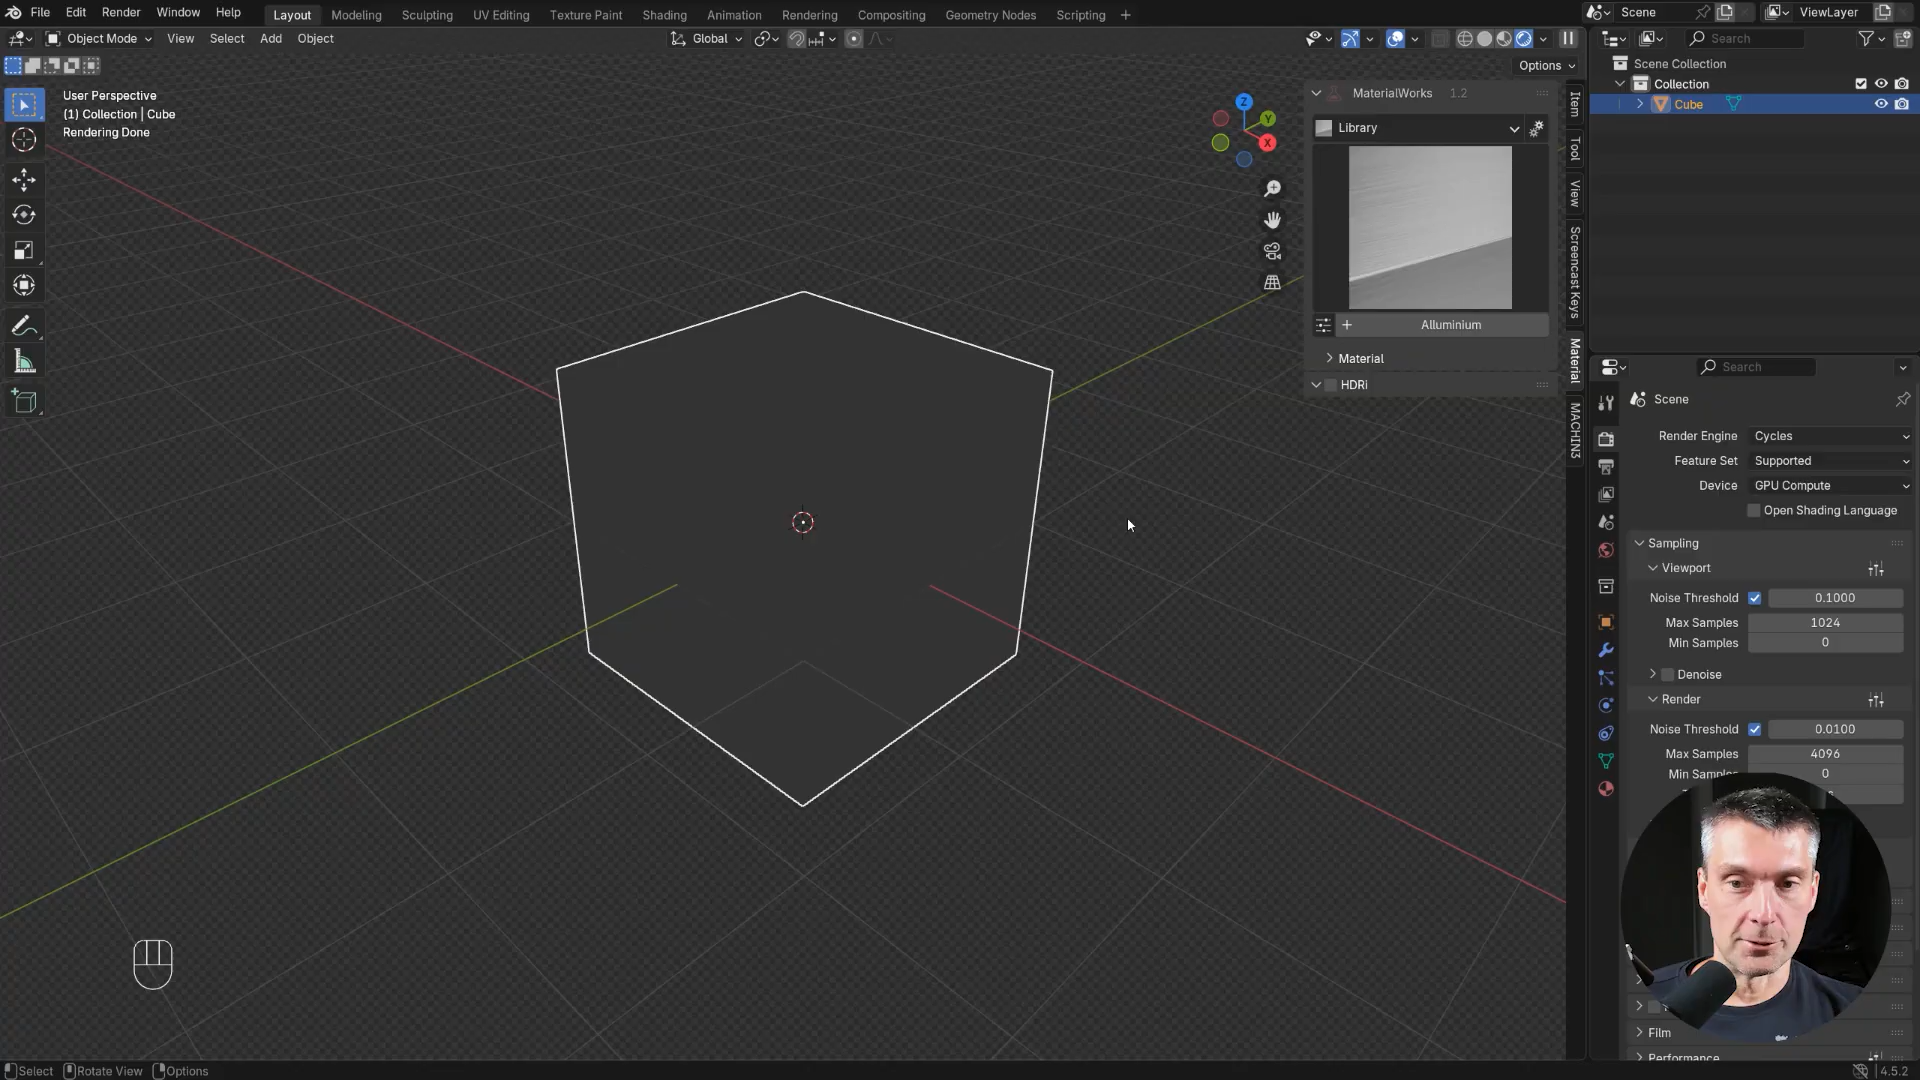 File Edit Render Window Help
Layout Modeling Sculpting UV Editing Texture Paint Shading Animation Rendering Compositing Geometry Nodes Scripting +
Scene
ViewLayer
Object Mode View Select Add Object
Global
Search
Options
User Perspective
(1) Collection | Cube
Rendering Done
Z
Y
X
MaterialWorks 1.2
Library
+ Alluminium
Material
HDRi
Item
Tool
View
Screencast Keys
Material
MACHIN3
Scene Collection
Collection
Cube
Search
Scene
Render Engine Cycles
Feature Set Supported
Device GPU Compute
Open Shading Language
Sampling
Viewport
Noise Threshold 0.1000
Max Samples 1024
Min Samples 0
Denoise
Render
Noise Threshold 0.0100
Max Samples 4096
Min Samples 0
Film
Performance
Select Rotate View Options
4.5.2